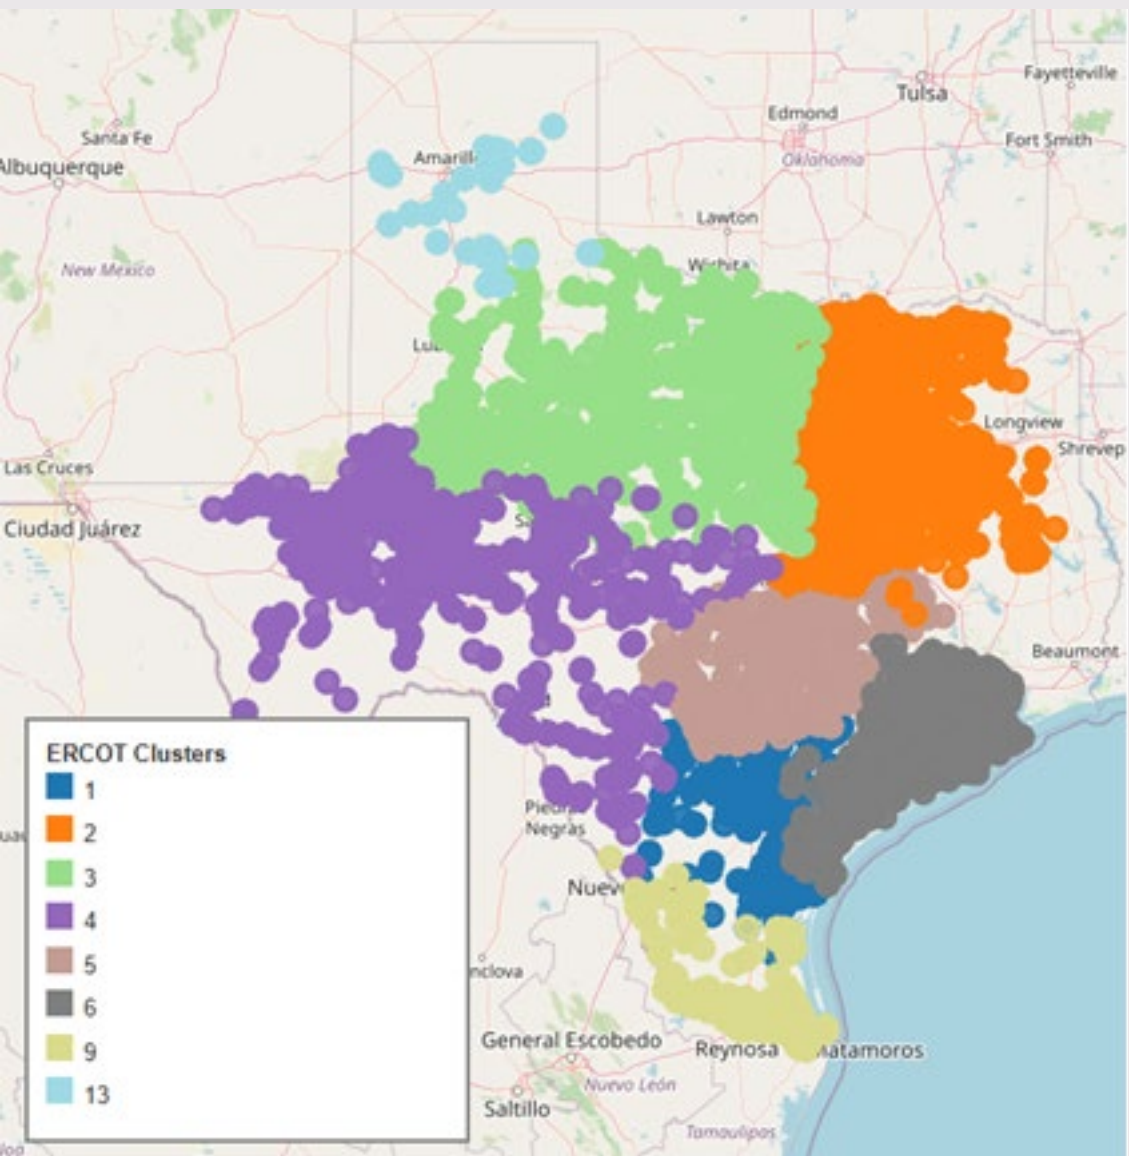 Fayetteville
Tulsa
Edmond
Santa Fe
Fort Smith
Amarill
Oklahoma
Albuquerque
Lawton
Wichita
New Mexico
Lu
Longview
Shrevep
Las Cruces
Ciudad Juárez
Sa
Beaumont
ERCOT Clusters
1
2
3
4
5
6
9
13
Piedras
Negras
Nuev
nclova
General Escobedo
Reynosa
Matamoros
Nuevo León
Saltillo
Tamaulipas